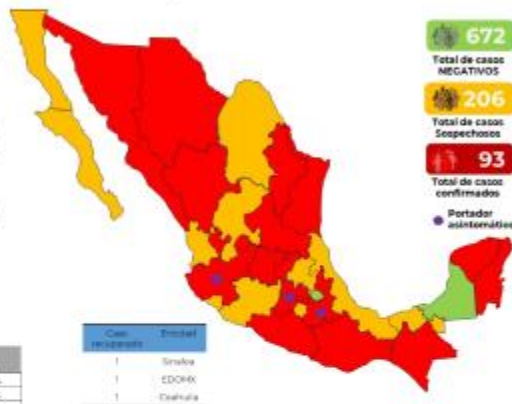 672
Total de casos
NEGATIVOS
206
Total de casos
Sospechosos
93
Total de casos
confirmados
Portador
asintomático
Caso
recuperado
Entidad
1 Sinaloa
1 EDOMX
1 Coahuila